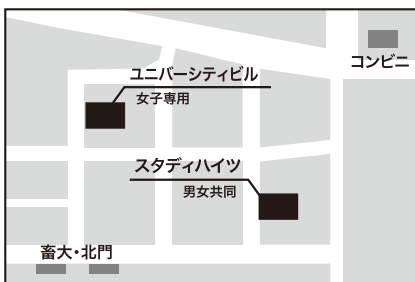 コンビニ
ユニバーシティビル
女子専用
スタディハイツ
男女共同
畜大・北門